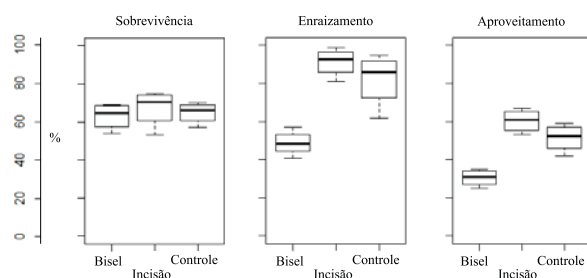 Sobrevivência
Enraizamento
Aproveitamento
100
80
60
40
20
0
%
Bisel
Controle
Incisão
Bisel
Controle
Incisão
Bisel
Controle
Incisão